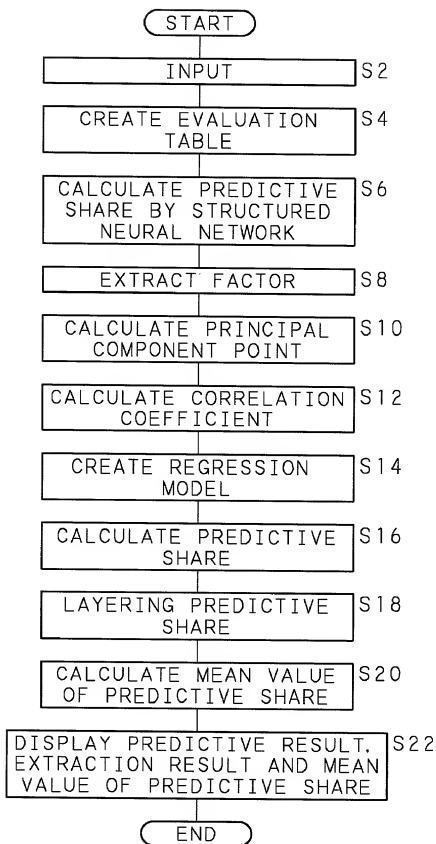 START
INPUT S2
CREATE EVALUATION S4
TABLE
CALCULATE PREDICTIVE S6
SHARE BY STRUCTURED
NEURAL NETWORK
EXTRACT FACTOR S8
CALCULATE PRINCIPAL S10
COMPONENT POINT
CALCULATE CORRELATION S12
COEFFICIENT
CREATE REGRESSION S14
MODEL
CALCULATE PREDICTIVE S16
SHARE
LAYERING PREDICTIVE S18
SHARE
CALCULATE MEAN VALUE S20
OF PREDICTIVE SHARE
DISPLAY PREDICTIVE RESULT, S22
EXTRACTION RESULT AND MEAN
VALUE OF PREDICTIVE SHARE
END